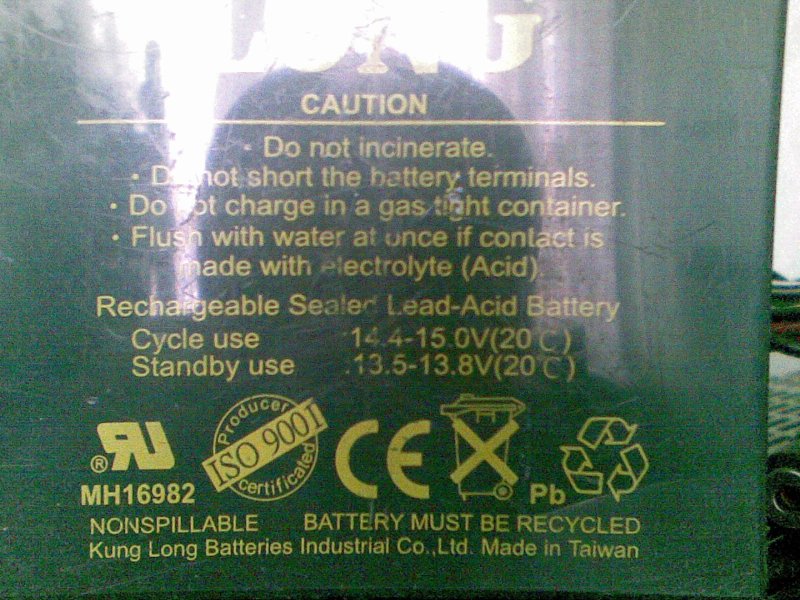 LONG
CAUTION
· Do not incinerate.
· Do not short the battery terminals.
· Do not charge in a gas tight container.
· Flush with water at once if contact is
made with electrolyte (Acid).
Rechargeable Sealed Lead-Acid Battery
Cycle use :14.4-15.0V(20℃)
Standby use :13.5-13.8V(20℃)
Producer
ISO 9001
certificated
® RU
CE
Pb
MH16982
NONSPILLABLE BATTERY MUST BE RECYCLED
Kung Long Batteries Industrial Co.,Ltd. Made in Taiwan